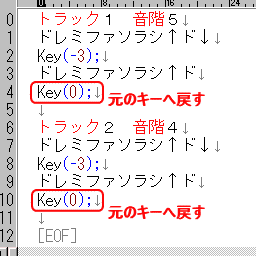 8 16 24
0 トラック1 音階5↓
1 ドレミファソラシ↑ド↓↓
2 Key(-3);↓
3 ドレミファソラシ↑ド↓
4 Key(0);↓ 元のキーへ戻す
5 ↓
6 トラック2 音階4↓
7 ドレミファソラシ↑ド↓↓
8 Key(-3);↓
9 ドレミファソラシ↑ド↓
10 Key(0);↓ 元のキーへ戻す
11 ↓
12 [EOF]